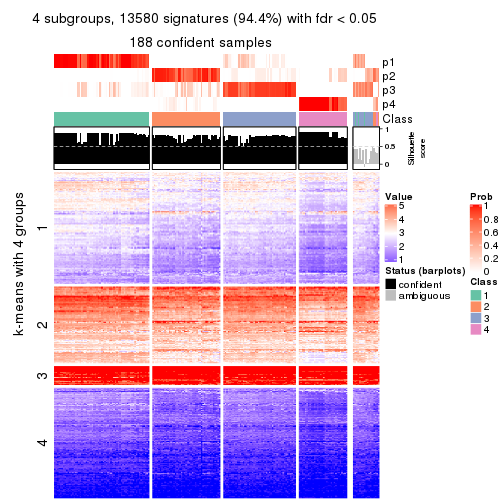 4 subgroups, 13580 signatures (94.4%) with fdr < 0.05
188 confident samples
p1
p2
p3
p4
Class
1
0.5
0
Silhouette
score
k-means with 4 groups
1
2
3
4
Value
5
4
3
2
1
Status (barplots)
confident
ambiguous
Prob
1
0.8
0.6
0.4
0.2
0
Class
1
2
3
4